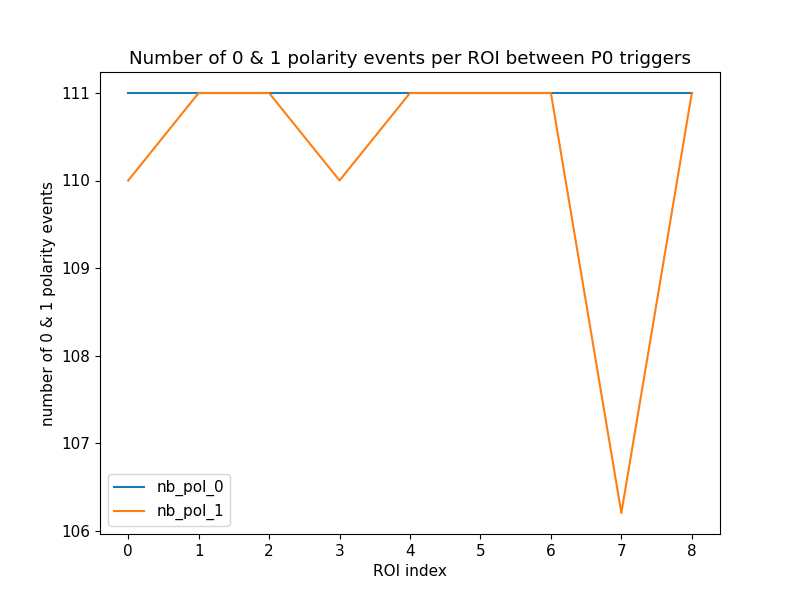 Number of 0 & 1 polarity events per ROI between P0 triggers
number of 0 & 1 polarity events
111
110
109
108
107
106
nb_pol_0
nb_pol_1
0 1 2 3 4 5 6 7 8
ROI index